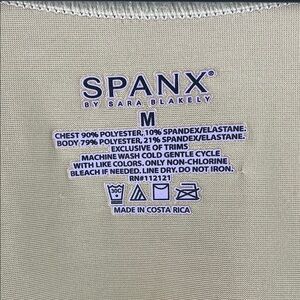 SPANX®
BY SARA BLAKELY
M
CHEST 90% POLYESTER, 10% SPANDEX/ELASTANE.
BODY 79% POLYESTER, 21% SPANDEX/ELASTANE.
EXCLUSIVE OF TRIMS
MACHINE WASH COLD GENTLE CYCLE
WITH LIKE COLORS. ONLY NON-CHLORINE
BLEACH IF NEEDED. LINE DRY. DO NOT IRON.
RN#112121
30C
MADE IN COSTA RICA